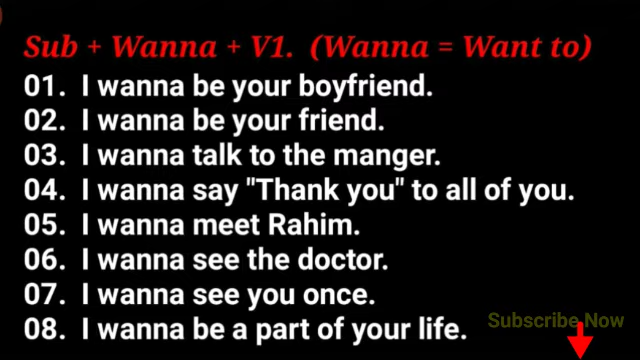 Sub + Wanna + V1. (Wanna = Want to)
01. I wanna be your boyfriend.
02. I wanna be your friend.
03. I wanna talk to the manger.
04. I wanna say "Thank you" to all of you.
05. I wanna meet Rahim.
06. I wanna see the doctor.
07. I wanna see you once.
Subscribe Now
08. I wanna be a part of your life.